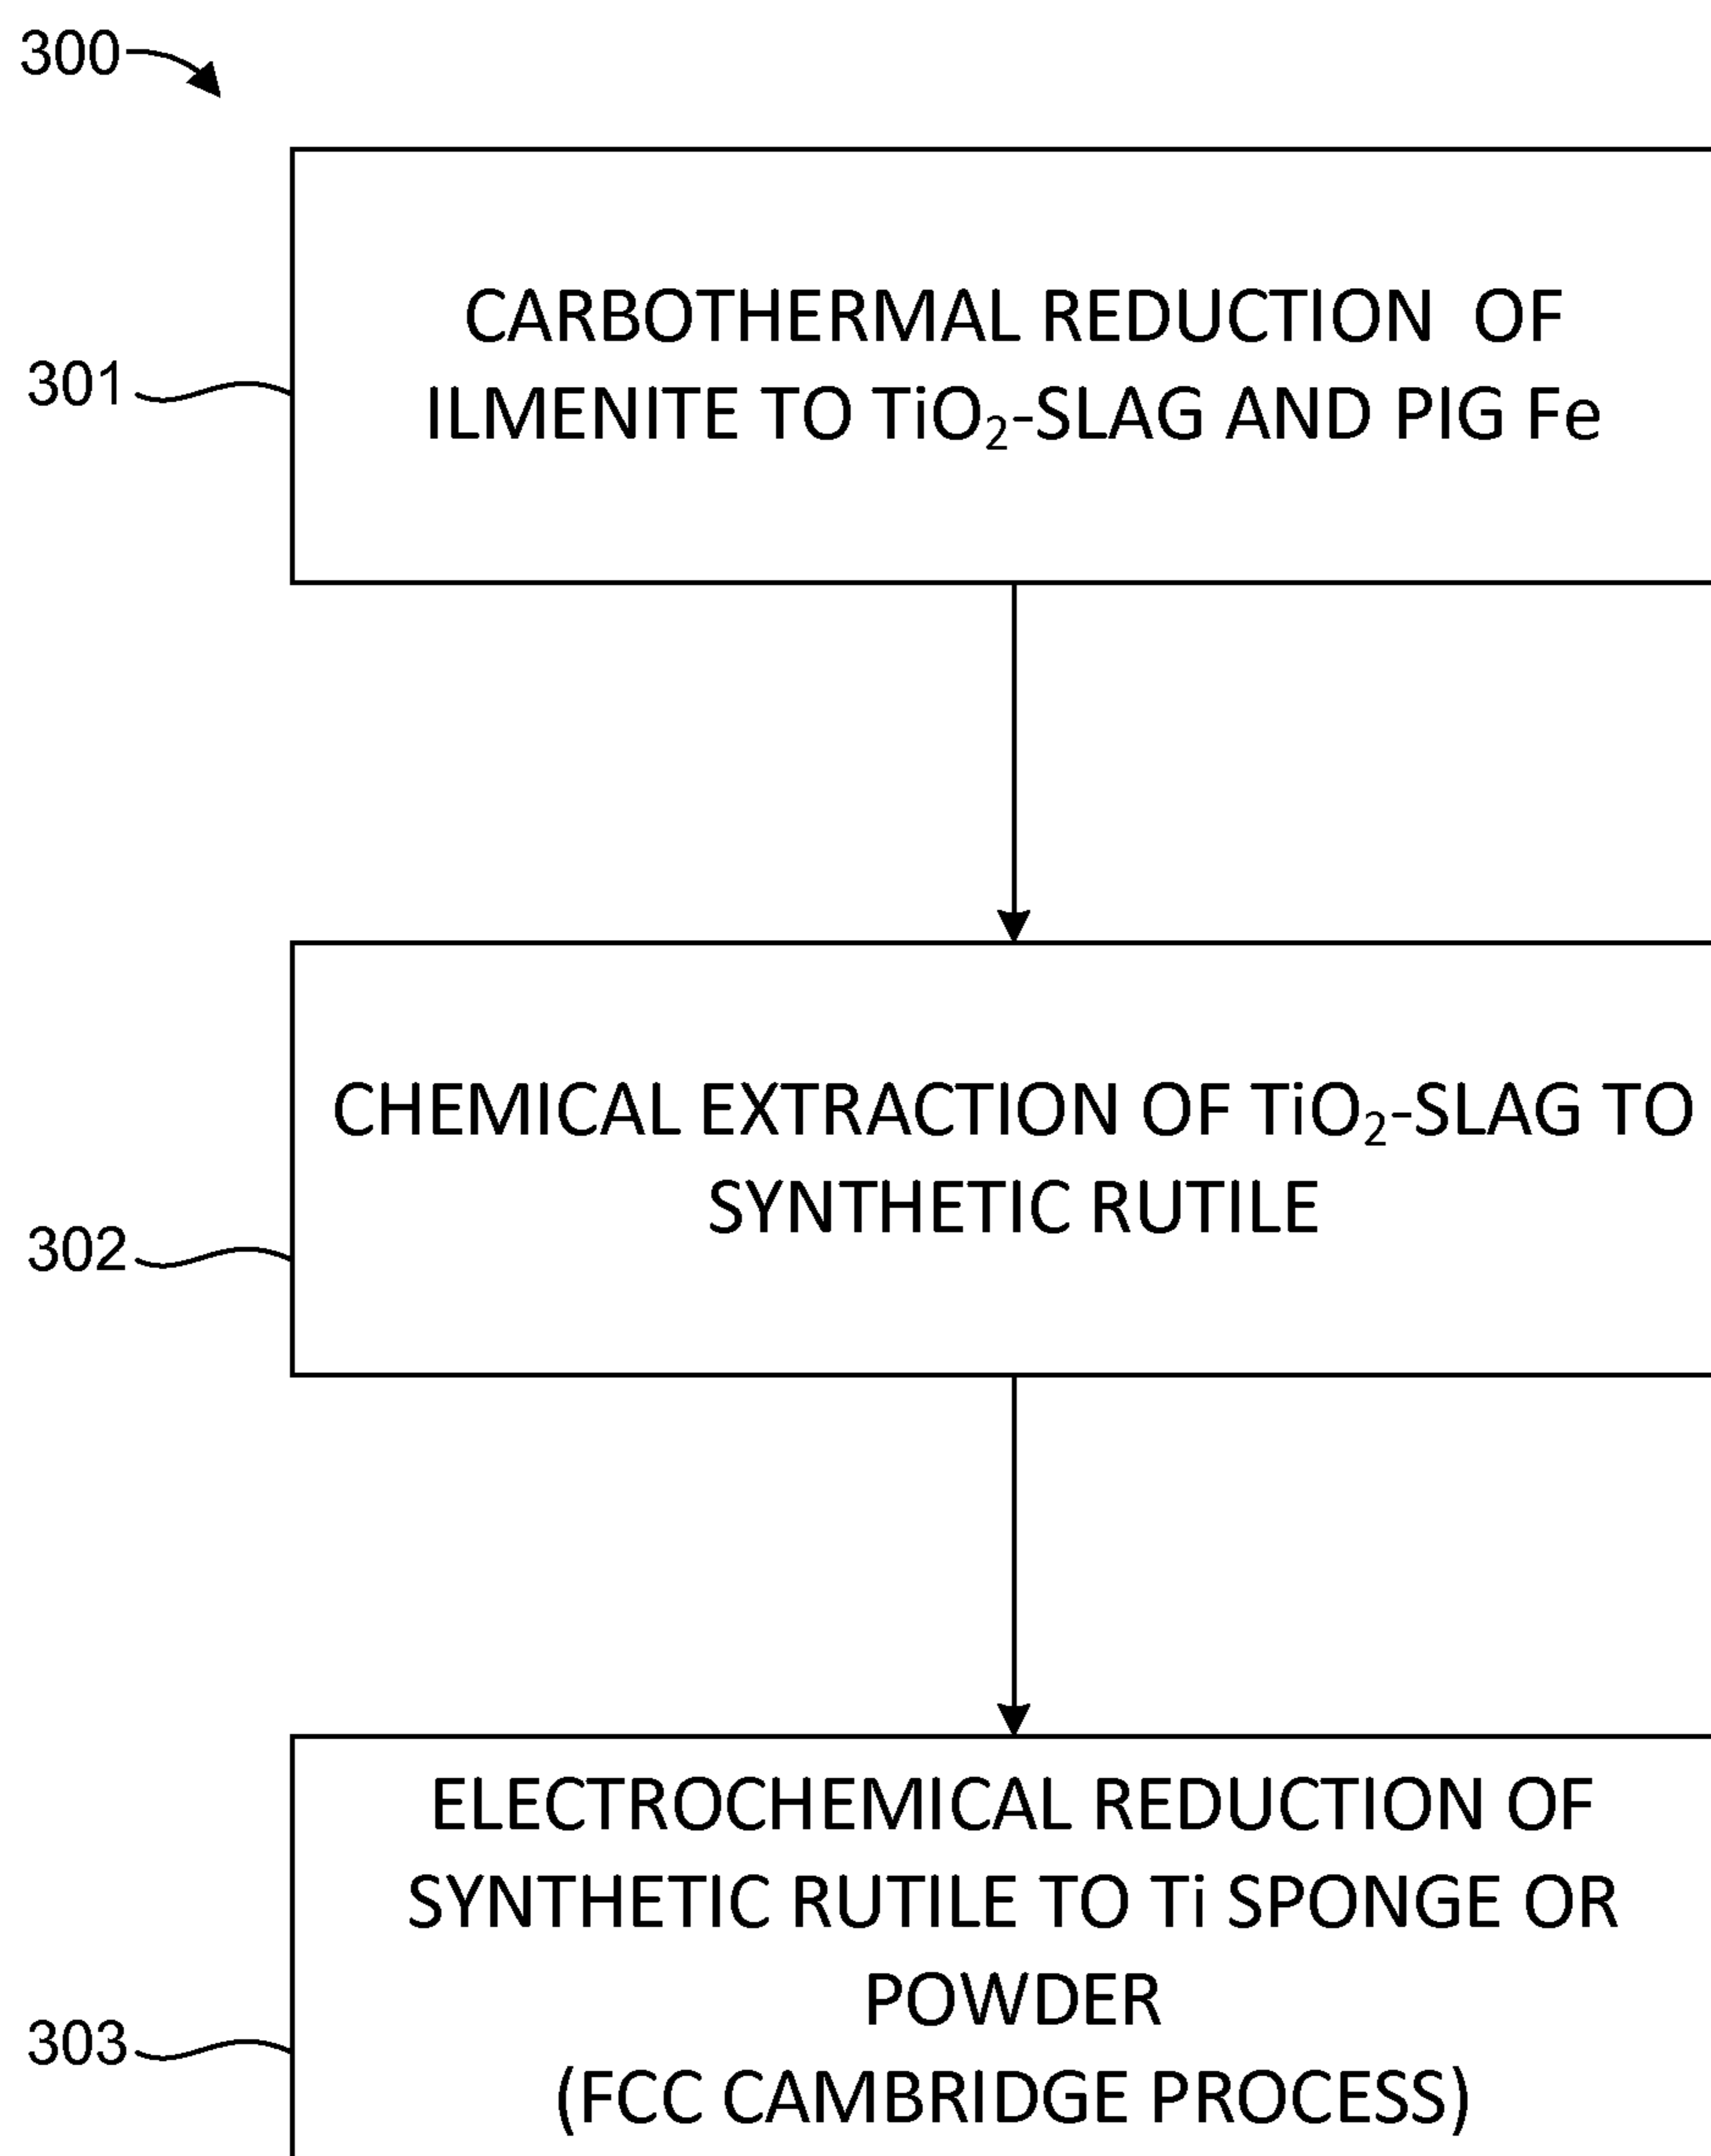 300
301
CARBOTHERMAL REDUCTION OF
ILMENITE TO TiO₂-SLAG AND PIG Fe
302
CHEMICAL EXTRACTION OF TiO₂-SLAG TO
SYNTHETIC RUTILE
303
ELECTROCHEMICAL REDUCTION OF
SYNTHETIC RUTILE TO Ti SPONGE OR
POWDER
(FCC CAMBRIDGE PROCESS)